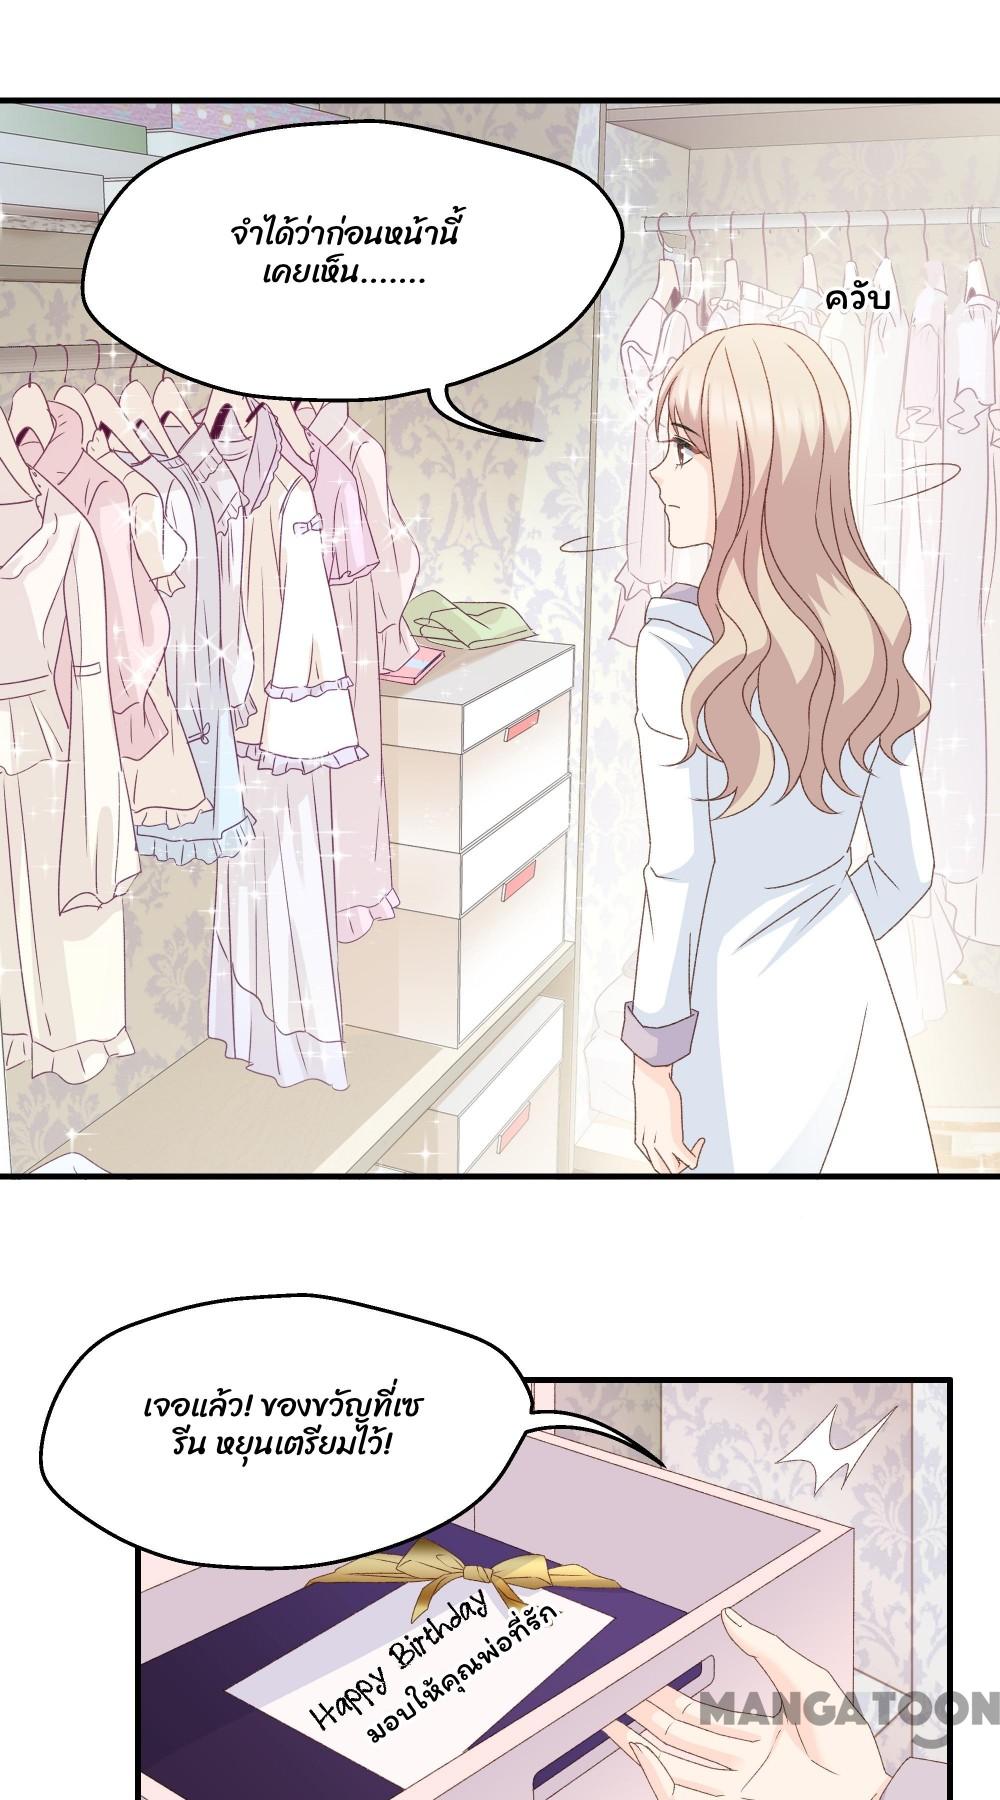 จำได้ว่าก่อนหน้านี้
เคยเห็น.......
ควับ
เจอแล้ว! ของขวัญที่เซ
รีน หยุนเตรียมไว้!
Happy Birthday
มอบให้คุณพ่อที่รัก
MANGATOON